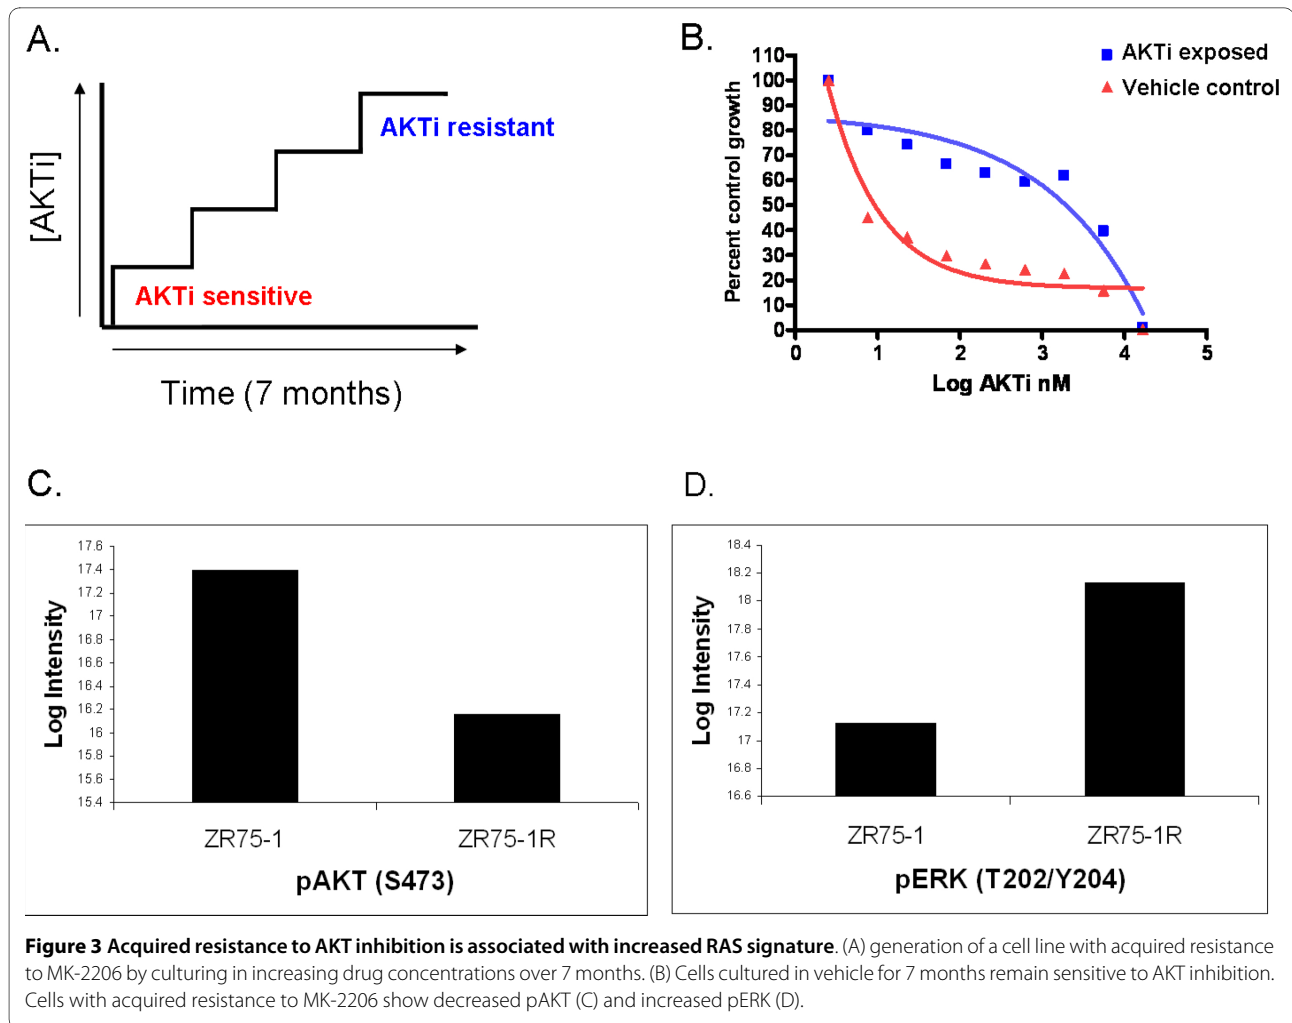 A.
[AKTi]
AKTi resistant
AKTi sensitive
Time (7 months)
B.
AKTi exposed
Vehicle control
Percent control growth
110
100
90
80
70
60
50
40
30
20
10
0
0 1 2 3 4 5
Log AKTi nM
C.
Log Intensity
17.6
17.4
17.2
17
16.8
16.6
16.4
16.2
16
15.8
15.6
15.4
ZR75-1 ZR75-1R
pAKT (S473)
D.
Log Intensity
18.4
18.2
18
17.8
17.6
17.4
17.2
17
16.8
16.6
ZR75-1 ZR75-1R
pERK (T202/Y204)
Figure 3 Acquired resistance to AKT inhibition is associated with increased RAS signature. (A) generation of a cell line with acquired resistance
to MK-2206 by culturing in increasing drug concentrations over 7 months. (B) Cells cultured in vehicle for 7 months remain sensitive to AKT inhibition.
Cells with acquired resistance to MK-2206 show decreased pAKT (C) and increased pERK (D).